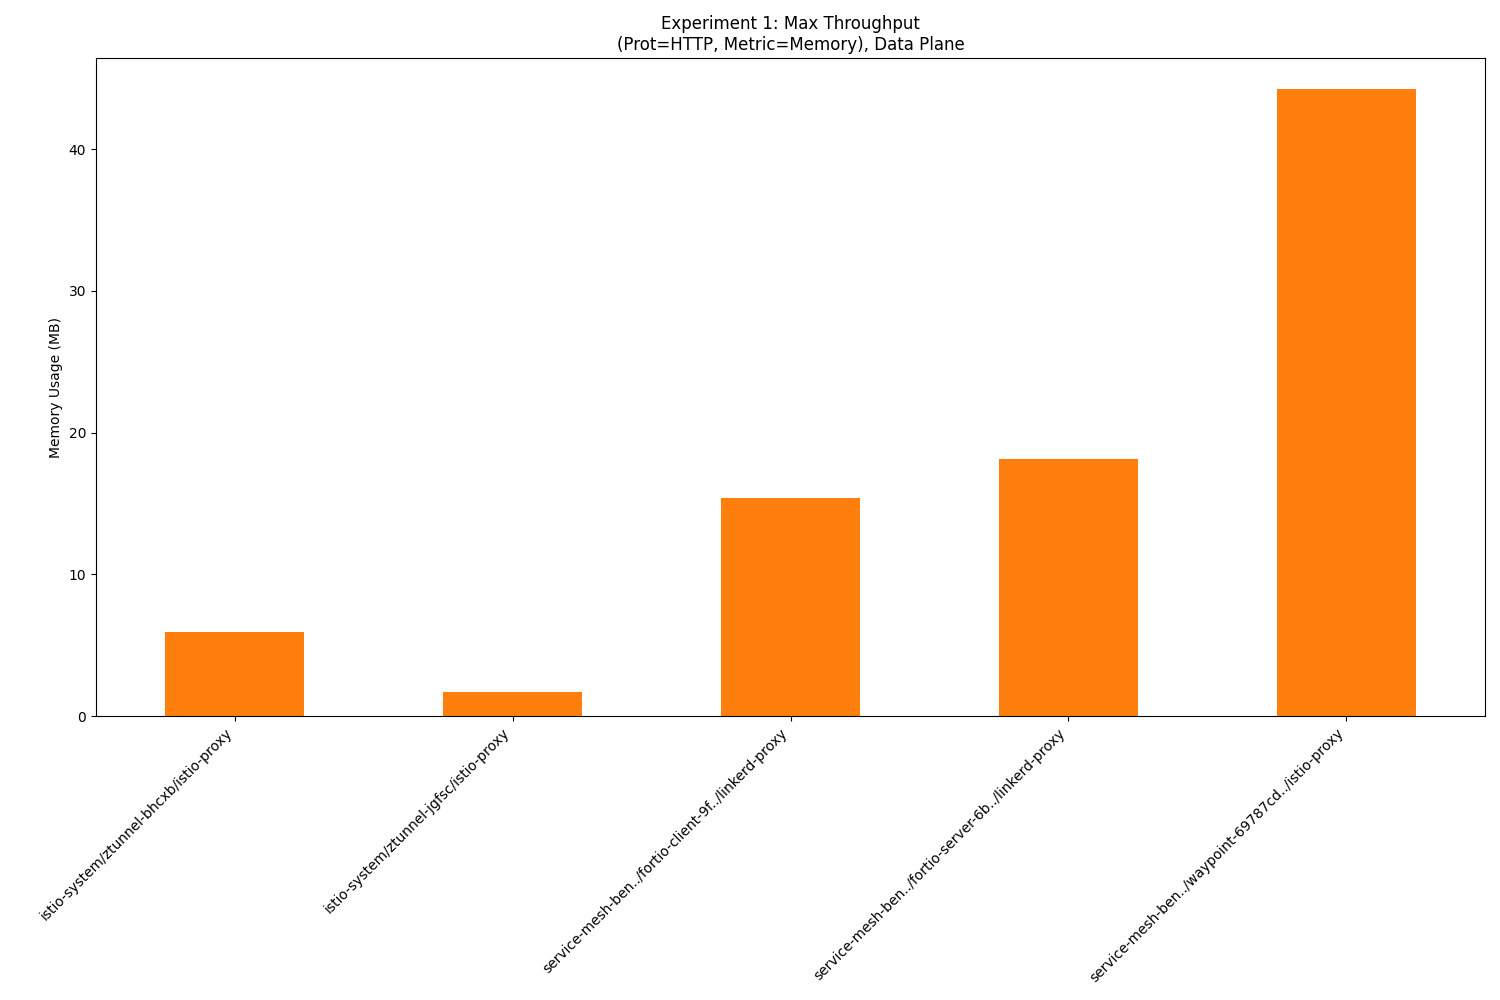 Experiment 1: Max Throughput
(Prot=HTTP, Metric=Memory), Data Plane
Memory Usage (MB)
40
30
20
10
0
istio-system/ztunnel-bhcxb/istio-proxy
istio-system/ztunnel-jgfsc/istio-proxy
service-mesh-ben../fortio-client-9f../linkerd-proxy
service-mesh-ben../fortio-server-6b../linkerd-proxy
service-mesh-ben../waypoint-69787cd../istio-proxy